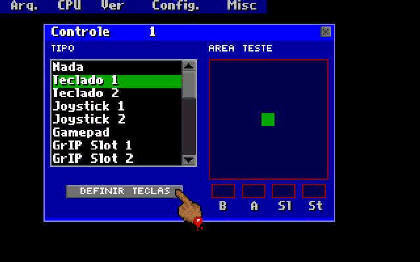 Arq. CPU Ver Config. Misc
Controle 1
TIPO AREA TESTE
Nada
Teclado 1
Teclado 2
Joystick 1
Joystick 2
Gamepad
GrIP Slot 1
GrIP Slot 2
DEFINIR TECLAS
B A Sl St